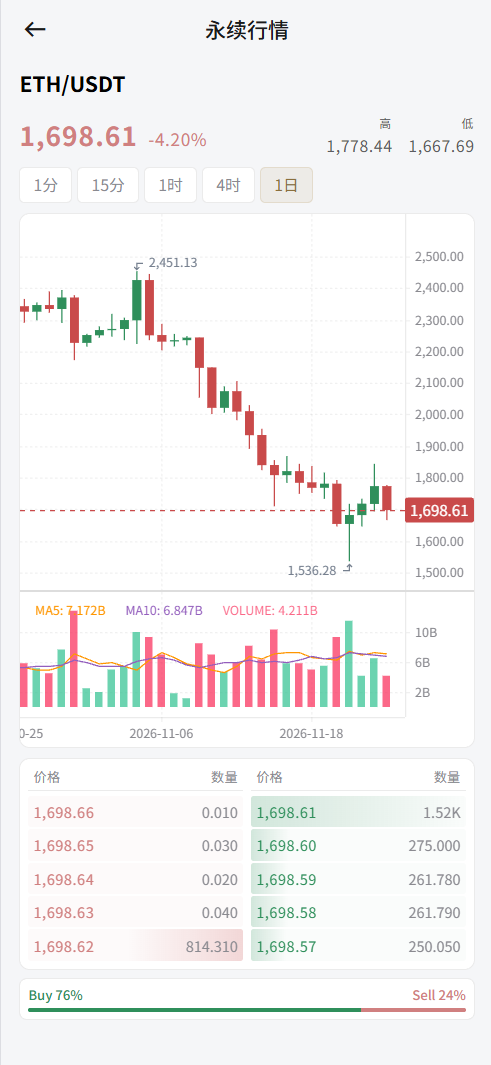 永续行情
ETH/USDT
1,698.61 -4.20%
高 低
1,778.44 1,667.69
1分 15分 1时 4时 1日
2,451.13
2,500.00
2,400.00
2,300.00
2,200.00
2,100.00
2,000.00
1,900.00
1,800.00
1,698.61
1,600.00
1,536.28
1,500.00
MA5: 7.172B MA10: 6.847B VOLUME: 4.211B
10B
6B
2B
0-25 2026-11-06 2026-11-18
价格 数量 价格 数量
1,698.66 0.010 1,698.61 1.52K
1,698.65 0.030 1,698.60 275.000
1,698.64 0.020 1,698.59 261.780
1,698.63 0.040 1,698.58 261.790
1,698.62 814.310 1,698.57 250.050
Buy 76% Sell 24%